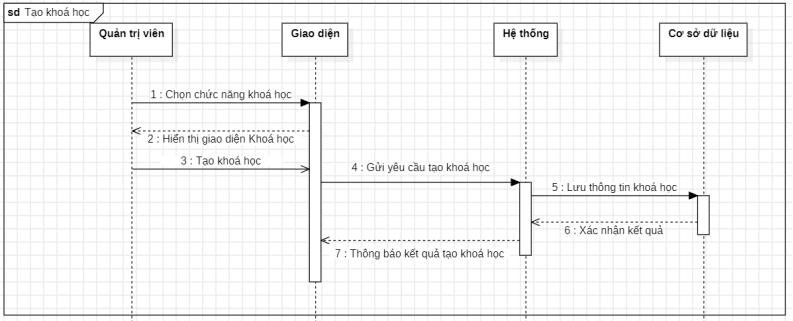 sd Tạo khoá học
Quản trị viên
Giao diện
Hệ thống
Cơ sở dữ liệu
1 : Chọn chức năng khoá học
2 : Hiển thị giao diện Khoá học
3 : Tạo khoá học
4 : Gửi yêu cầu tạo khoá học
5 : Lưu thông tin khoá học
6 : Xác nhận kết quả
7 : Thông báo kết quả tạo khoá học